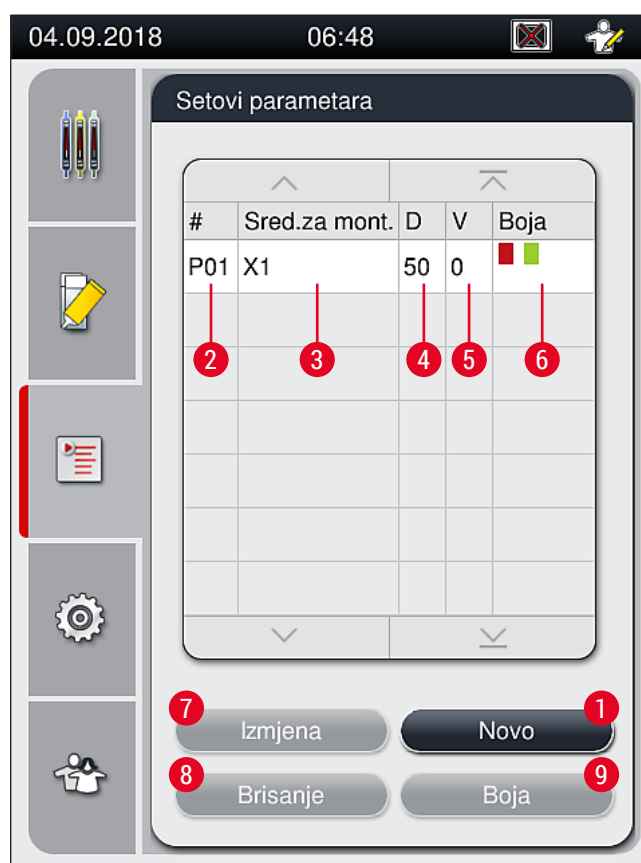 04.09.2018 06:48
Setovi parametara
# Sred.za mont. D V Boja
P01 X1 50 0
2 3 4 5 6
7 1
Izmjena Novo
8 9
Brisanje Boja